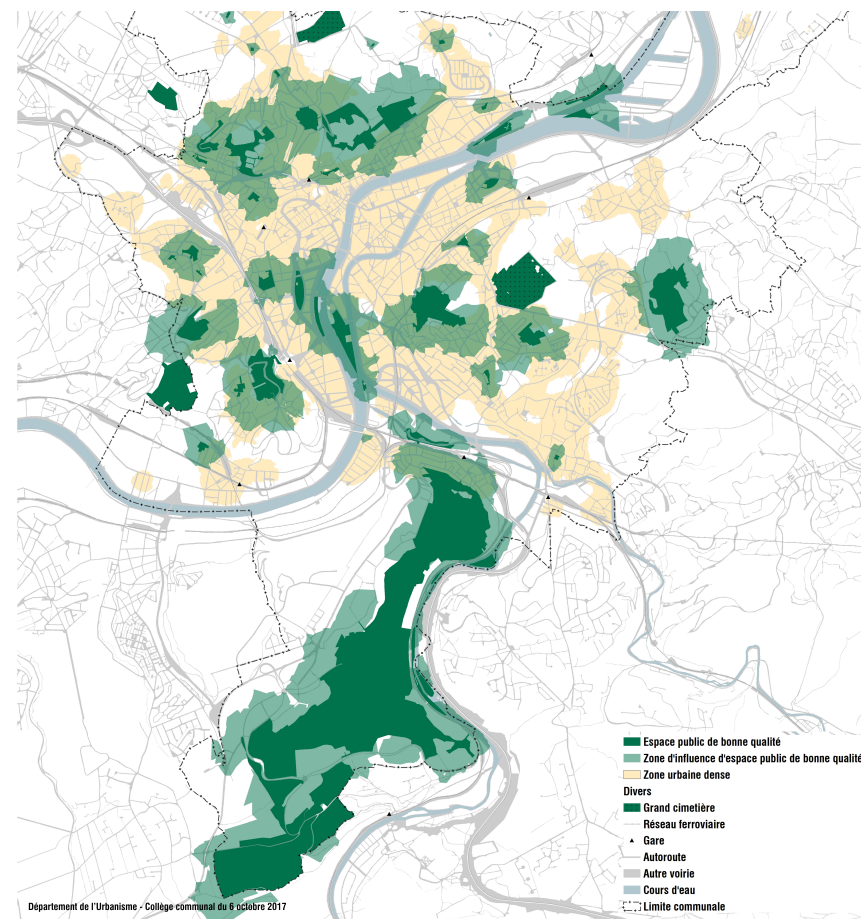 Espace public de bonne qualité
Zone d'influence d'espace public de bonne qualité
Zone urbaine dense
Divers
Grand cimetière
Réseau ferroviaire
Gare
Autoroute
Autre voirie
Cours d'eau
Limite communale
Département de l'Urbanisme - Collège communal du 6 octobre 2017